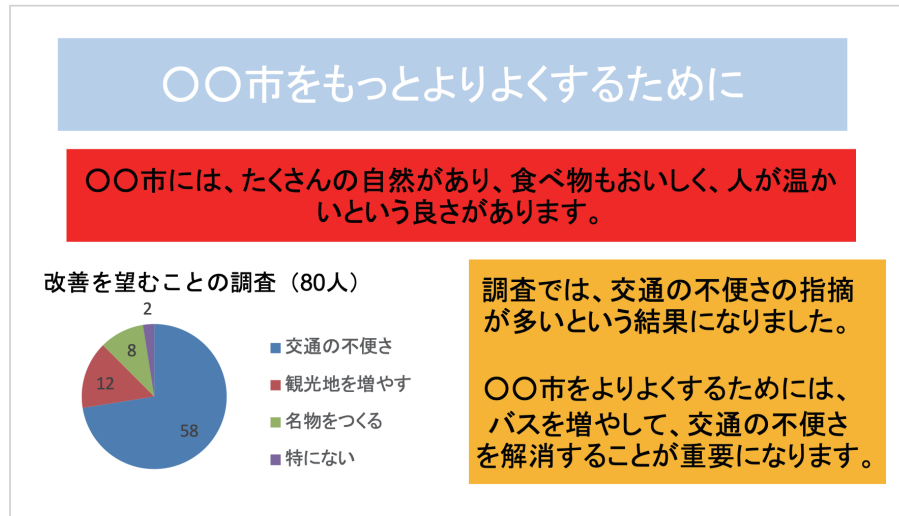 〇〇市をもっとよりよくするために
〇〇市には、たくさんの自然があり、食べ物もおいしく、人が温か
いという良さがあります。
改善を望むことの調査（80人）
2
8
12
58
交通の不便さ
観光地を増やす
名物をつくる
特にない
調査では、交通の不便さの指摘
が多いという結果になりました。
〇〇市をよりよくするためには、
バスを増やして、交通の不便さ
を解消することが重要になります。